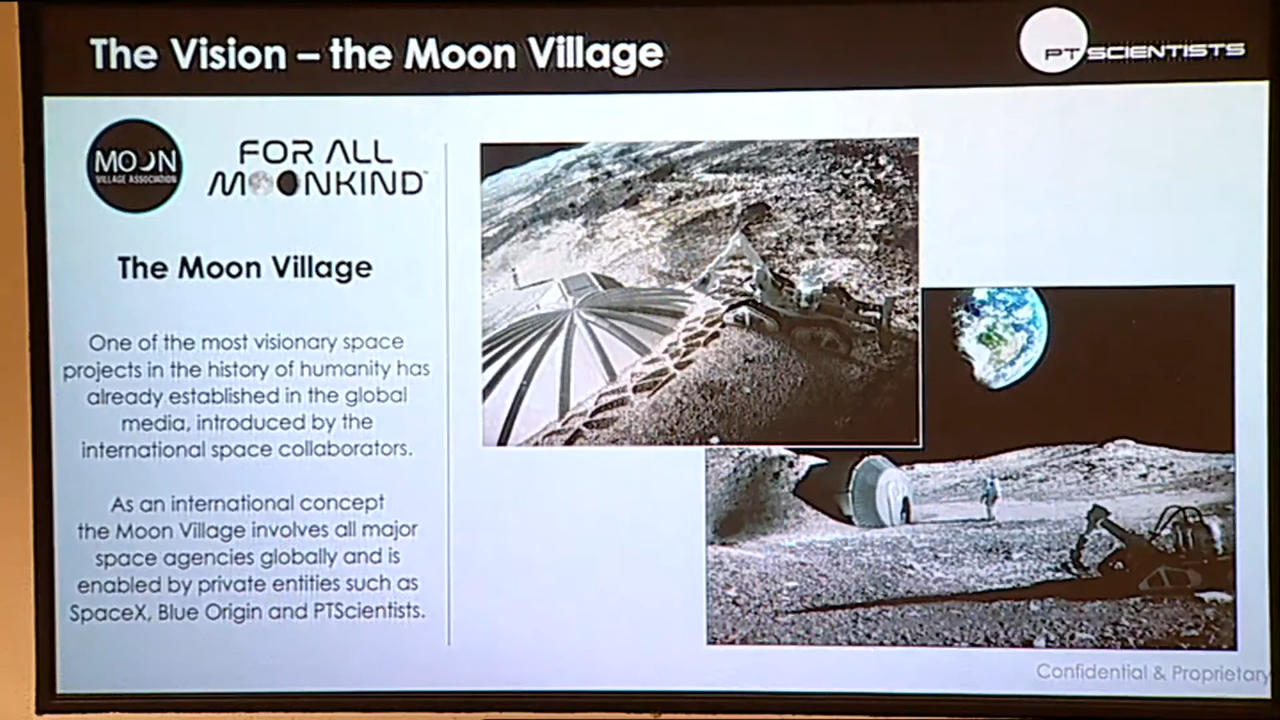 The Vision – the Moon Village
PT SCIENTISTS
MOON
VILLAGE ASSOCIATION
FOR ALL
MOONKIND™
The Moon Village
One of the most visionary space
projects in the history of humanity has
already established in the global
media, introduced by the
international space collaborators.
As an international concept
the Moon Village involves all major
space agencies globally and is
enabled by private entities such as
SpaceX, Blue Origin and PTScientists.
Confidential & Proprietary